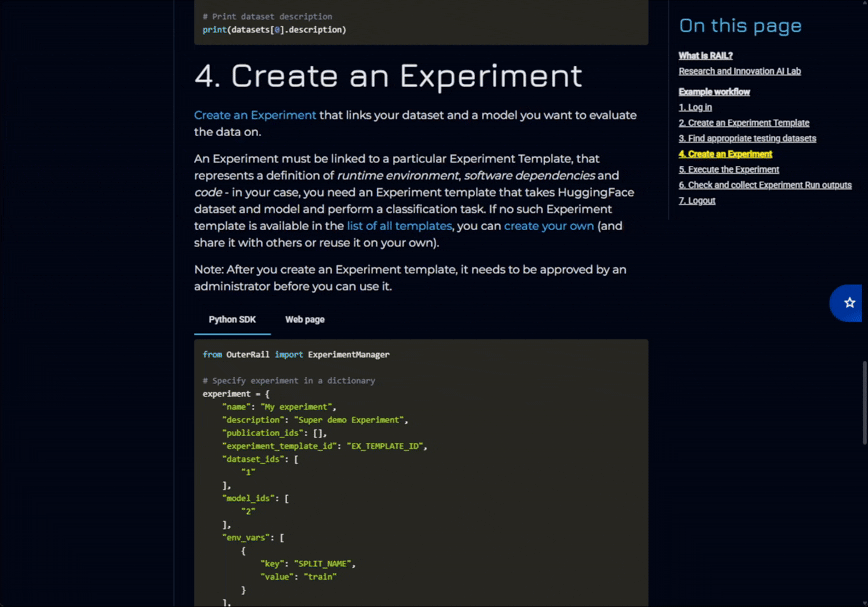 # Print dataset description
print(datasets[0].description)
4. Create an Experiment
Create an Experiment that links your dataset and a model you want to evaluate
the data on.
An Experiment must be linked to a particular Experiment Template, that
represents a definition of runtime environment, software dependencies and
code - in your case, you need an Experiment template that takes HuggingFace
dataset and model and perform a classification task. If no such Experiment
template is available in the list of all templates, you can create your own (and
share it with others or reuse it on your own).
Note: After you create an Experiment template, it needs to be approved by an
administrator before you can use it.
Python SDK Web page
from OuterRail import ExperimentManager
# Specify experiment in a dictionary
experiment = {
    "name": "My experiment",
    "description": "Super demo Experiment",
    "publication_ids": [],
    "experiment_template_id": "EX_TEMPLATE_ID",
    "dataset_ids": [
        "1"
    ],
    "model_ids": [
        "2"
    ],
    "env_vars": [
        {
            "key": "SPLIT_NAME",
            "value": "train"
        }
    ],
On this page
What is RAIL?
Research and Innovation AI Lab
Example workflow
1. Log in
2. Create an Experiment Template
3. Find appropriate testing datasets
4. Create an Experiment
5. Execute the Experiment
6. Check and collect Experiment Run outputs
7. Logout